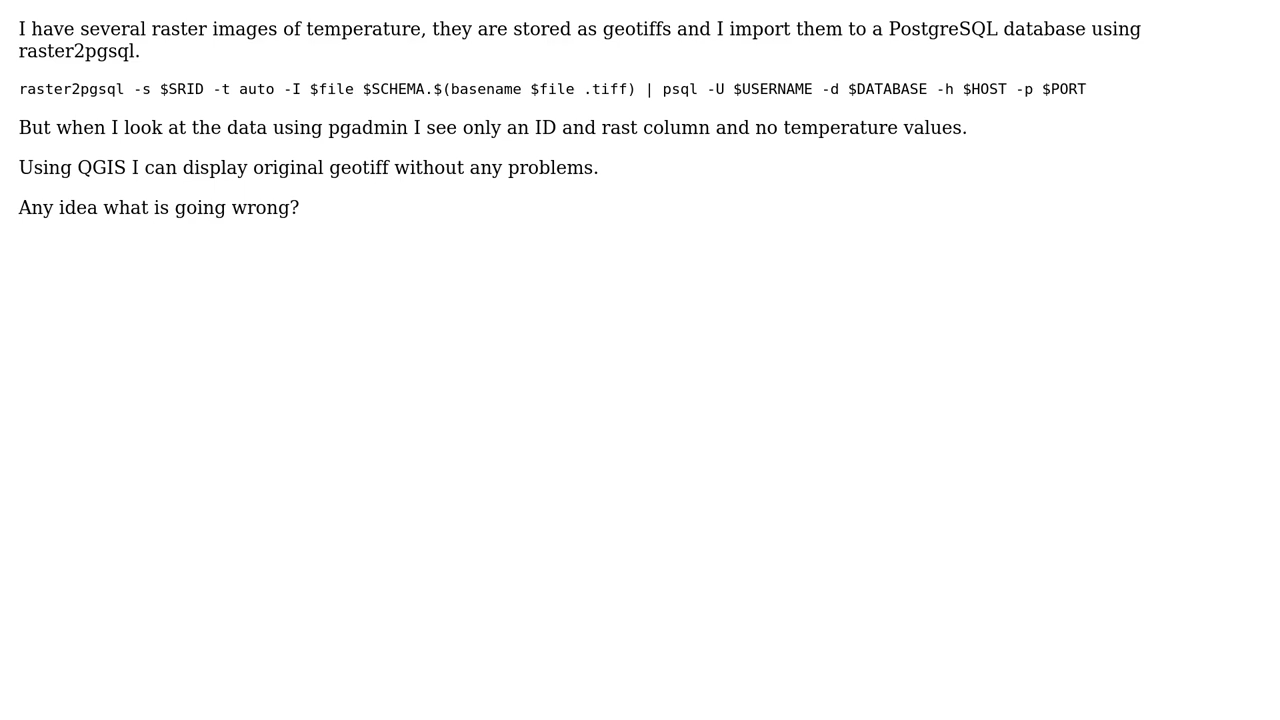 I have several raster images of temperature, they are stored as geotiffs and I import them to a PostgreSQL database using
raster2pgsql.
raster2pgsql -s $SRID -t auto -I $file $SCHEMA.$(basename $file .tiff) | psql -U $USERNAME -d $DATABASE -h $HOST -p $PORT
But when I look at the data using pgadmin I see only an ID and rast column and no temperature values.
Using QGIS I can display original geotiff without any problems.
Any idea what is going wrong?